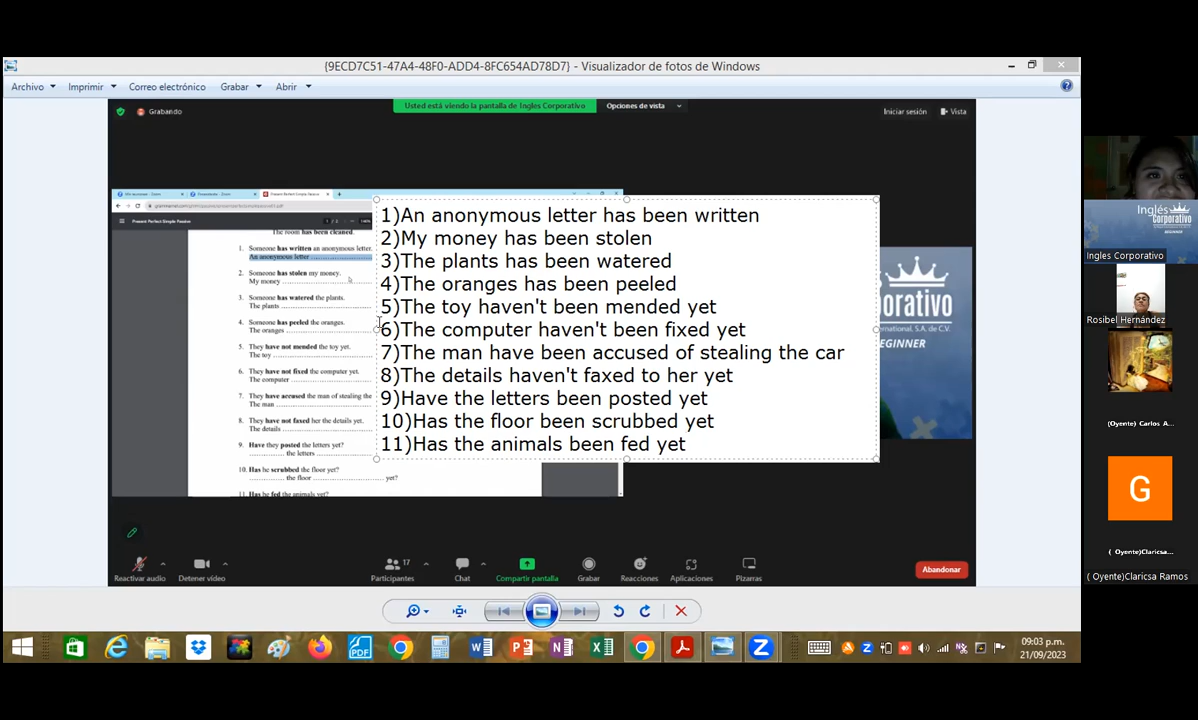 {9ECD7C51-47A4-48F0-ADD4-8FC654AD78D7} - Visualizador de fotos de Windows
Archivo Imprimir Correo electrónico Grabar Abrir
Grabando
Usted está viendo la pantalla de Ingles Corporativo
Opciones de vista
Iniciar sesión
Vista
Present Perfect Simple Passive
The room has been cleaned.
1. Someone has written an anonymous letter.
An anonymous letter
2. Someone has stolen my money.
My money
3. Someone has watered the plants.
The plants
4. Someone has peeled the oranges.
The oranges
5. They have not mended the toy yet.
The toy
6. They have not fixed the computer yet.
The computer
7. They have accused the man of stealing the
The man
8. They have not faxed her the details yet.
The details
9. Have they posted the letters yet?
the letters
10. Has he scrubbed the floor yet?
the floor yet?
11. Has he fed the animals yet?
1)An anonymous letter has been written
2)My money has been stolen
3)The plants has been watered
4)The oranges has been peeled
5)The toy haven't been mended yet
6)The computer haven't been fixed yet
7)The man have been accused of stealing the car
8)The details haven't faxed to her yet
9)Have the letters been posted yet
10)Has the floor been scrubbed yet
11)Has the animals been fed yet
orativo
ernational. S.A. de C.V.
EGINNER
Reactivar audio
Detener video
17
Participantes
Chat
Compartir pantalla
Grabar
Reacciones
Aplicaciones
Pizarras
Abandonar
09:03 p.m.
21/09/2023
Inglés
Corporativo
BEGINNER
Ingles Corporativo
Rosibel Hernández
(Oyente) Carlos A...
G
( Oyente)Claricsa...
( Oyente)Claricsa Ramos